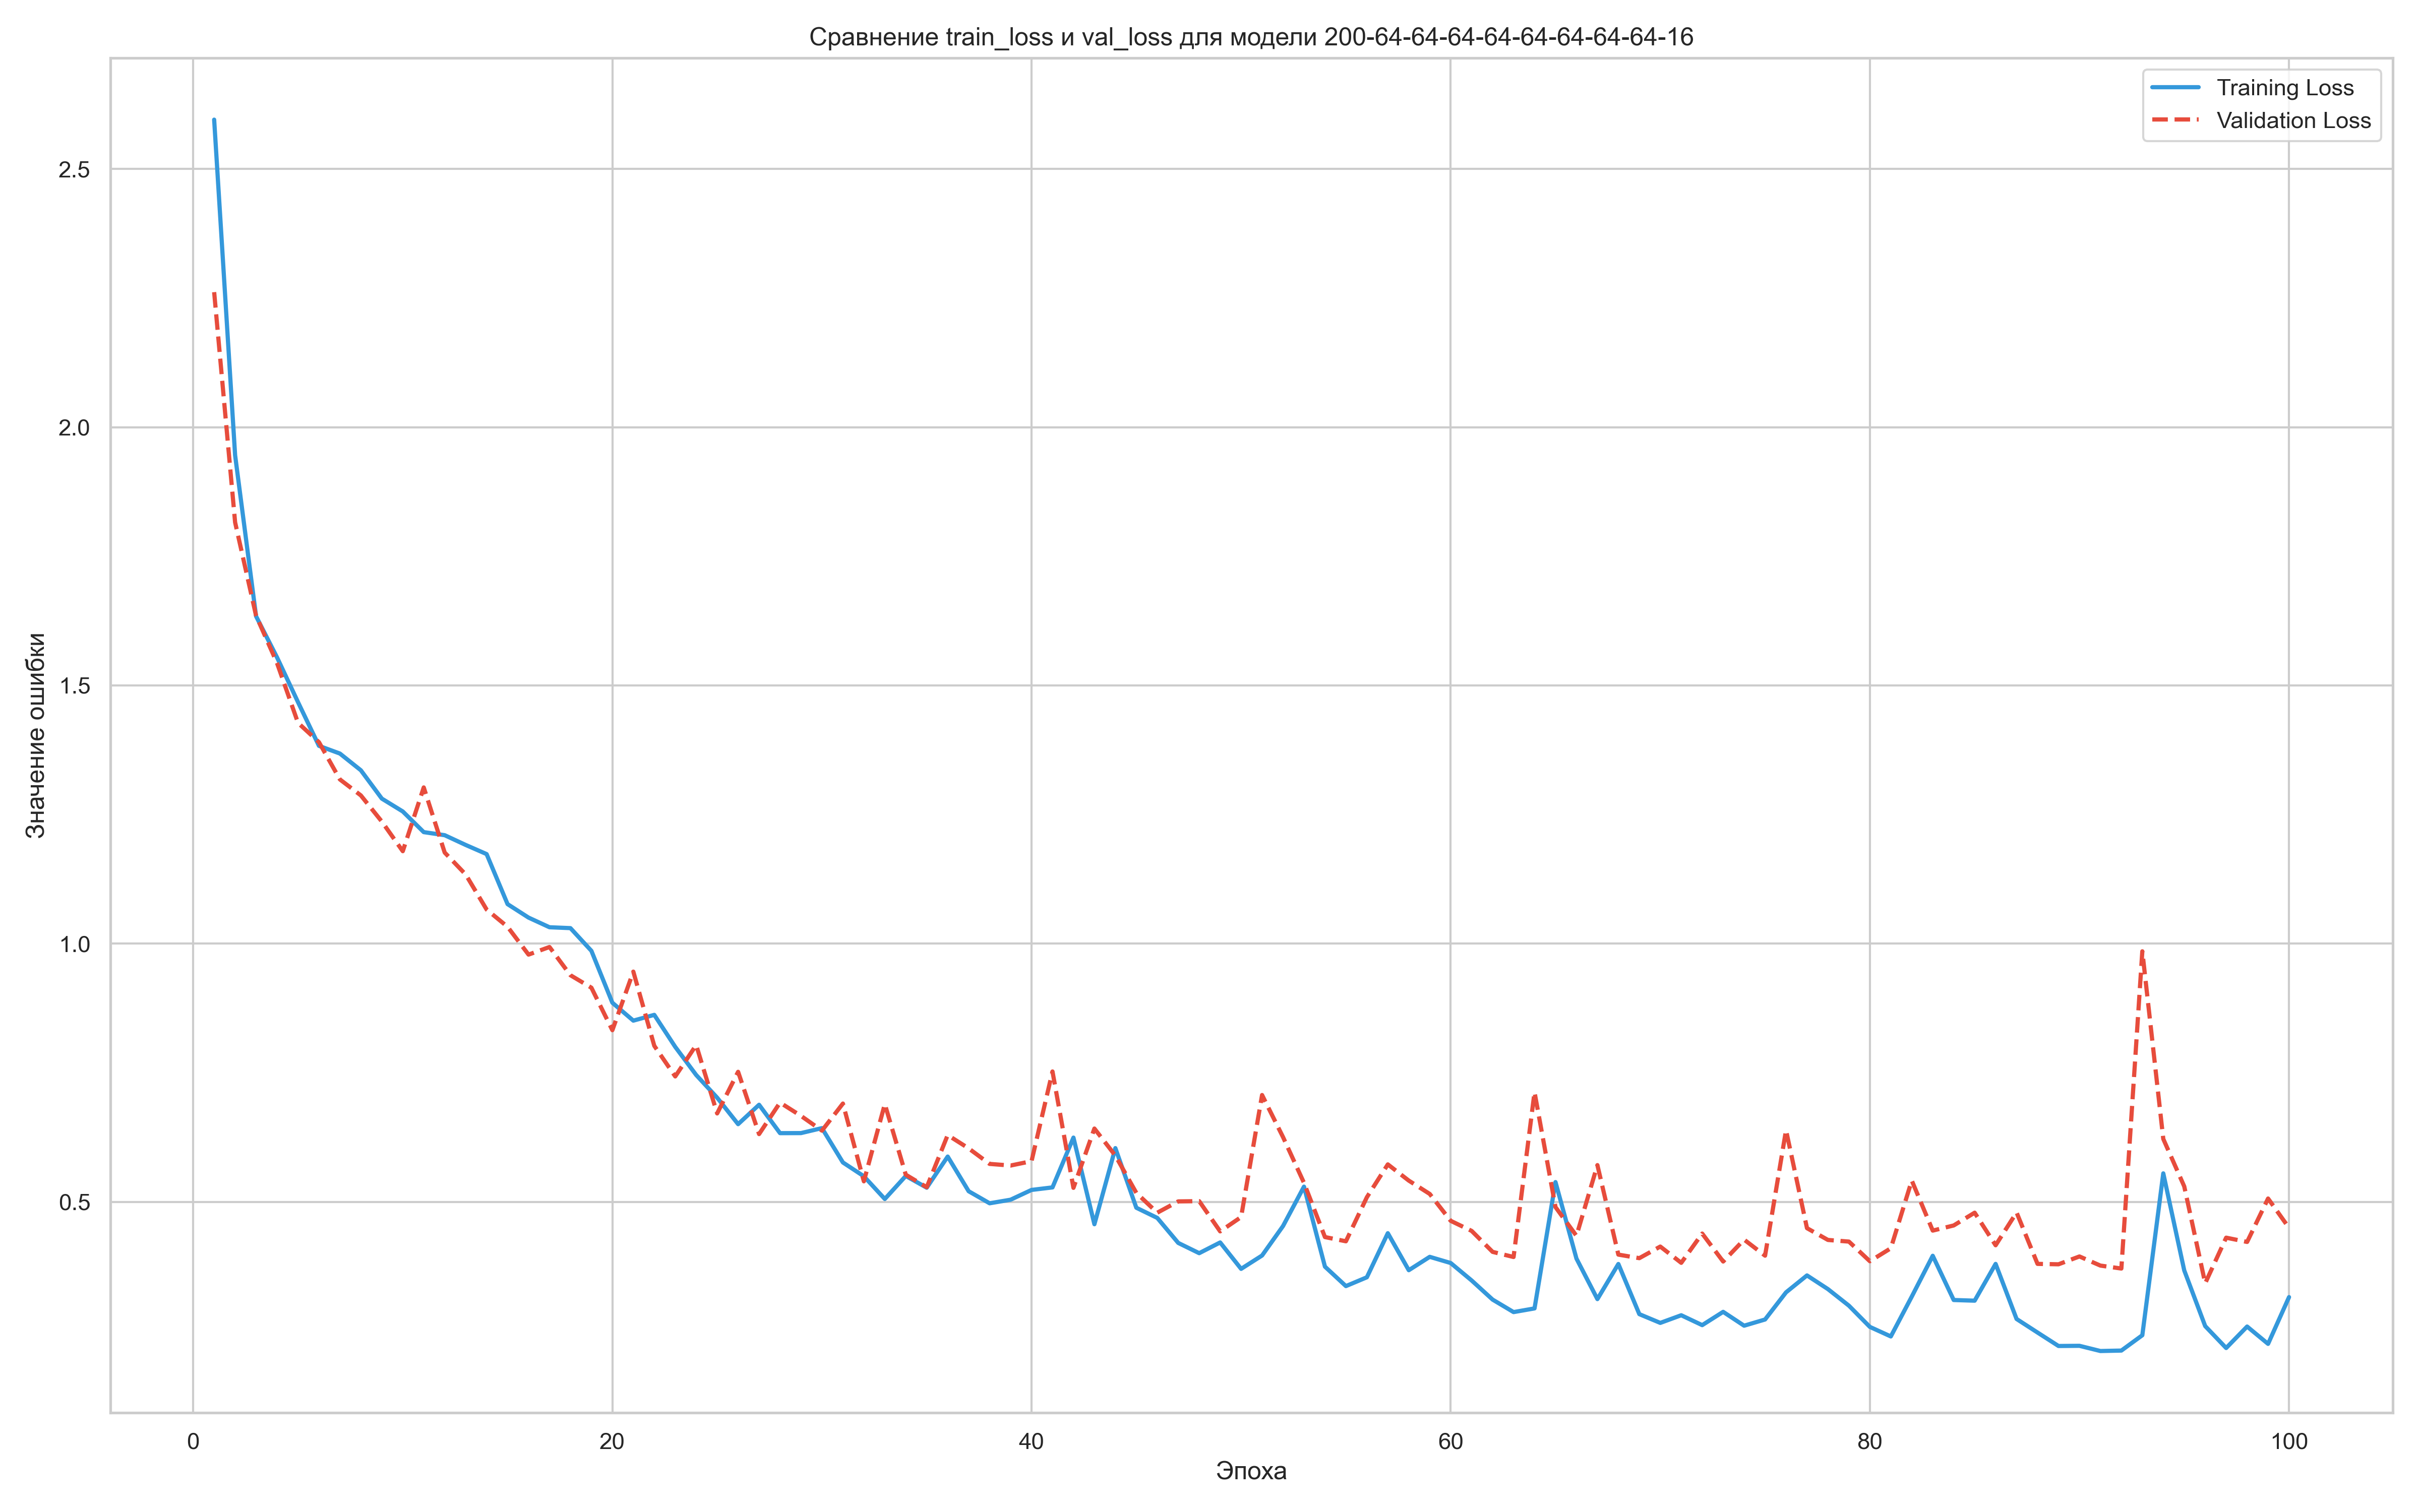 Сравнение train_loss и val_loss для модели 200-64-64-64-64-64-64-64-64-16
Training Loss
Validation Loss
2.5
2.0
1.5
1.0
0.5
Значение ошибки
0 20 40 60 80 100
Эпоха